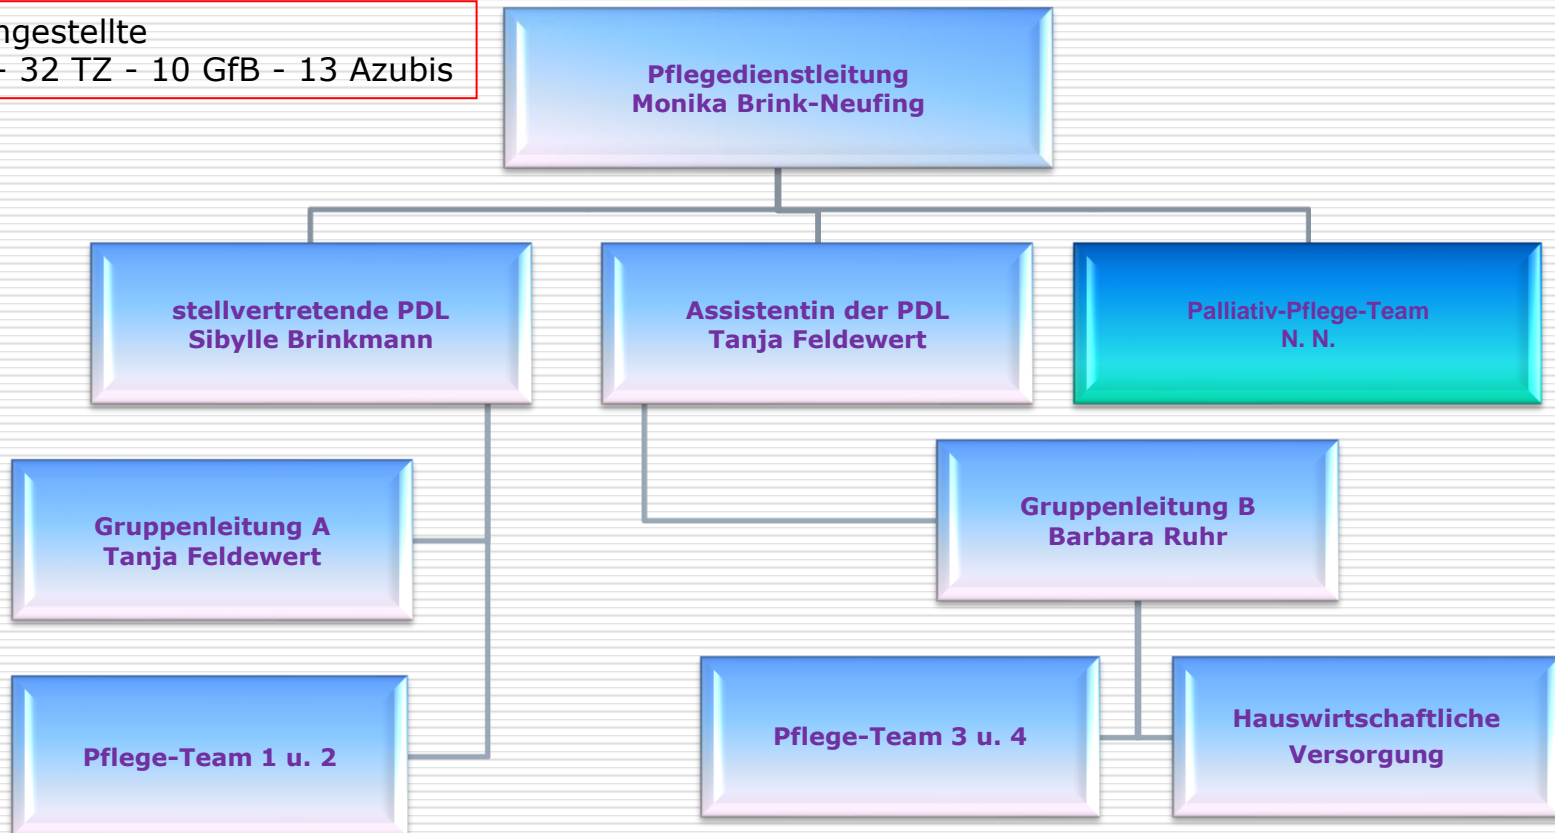 - 32 TZ - 10 GfB - 13 Azubis
Pflegedienstleitung
Monika Brink-Neufing
stellvertretende PDL
Sibylle Brinkmann
Assistentin der PDL
Tanja Feldewert
Palliativ-Pflege-Team
N. N.
Gruppenleitung A
Tanja Feldewert
Gruppenleitung B
Barbara Ruhr
Pflege-Team 1 u. 2
Pflege-Team 3 u. 4
Hauswirtschaftliche
Versorgung